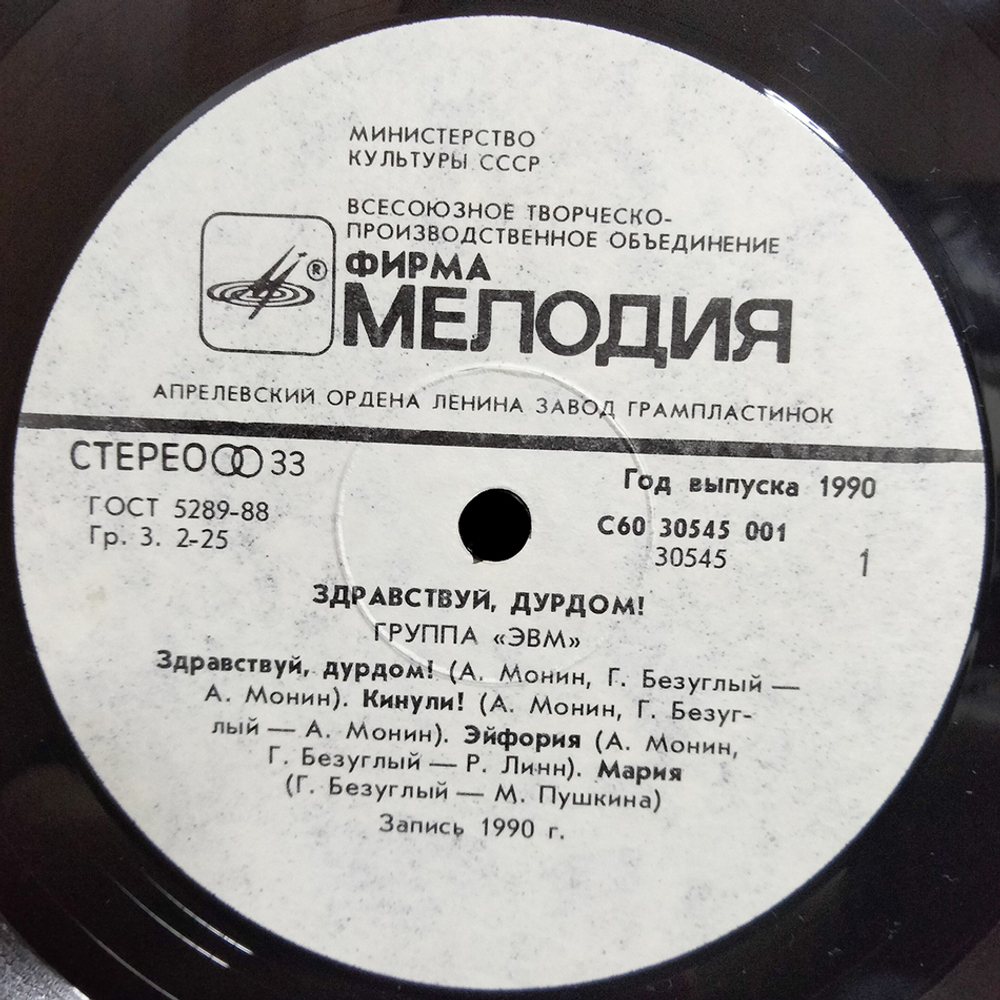 МИНИСТЕРСТВО
КУЛЬТУРЫ СССР
ВСЕСОЮЗНОЕ ТВОРЧЕСКО-
ПРОИЗВОДСТВЕННОЕ ОБЪЕДИНЕНИЕ
®
ФИРМА
МЕЛОДИЯ
АПРЕЛЕВСКИЙ ОРДЕНА ЛЕНИНА ЗАВОД ГРАМПЛАСТИНОК
СТЕРЕО 33
ГОСТ 5289-88
Гр. 3. 2-25
Год выпуска 1990
С60 30545 001
30545
1
ЗДРАВСТВУЙ, ДУРДОМ!
ГРУППА «ЭВМ»
Здравствуй, дурдом! (А. Монин, Г. Безуглый —
А. Монин). Кинули! (А. Монин, Г. Безуг-
лый — А. Монин). Эйфория (А. Монин,
Г. Безуглый — Р. Линн). Мария
(Г. Безуглый — М. Пушкина)
Запись 1990 г.